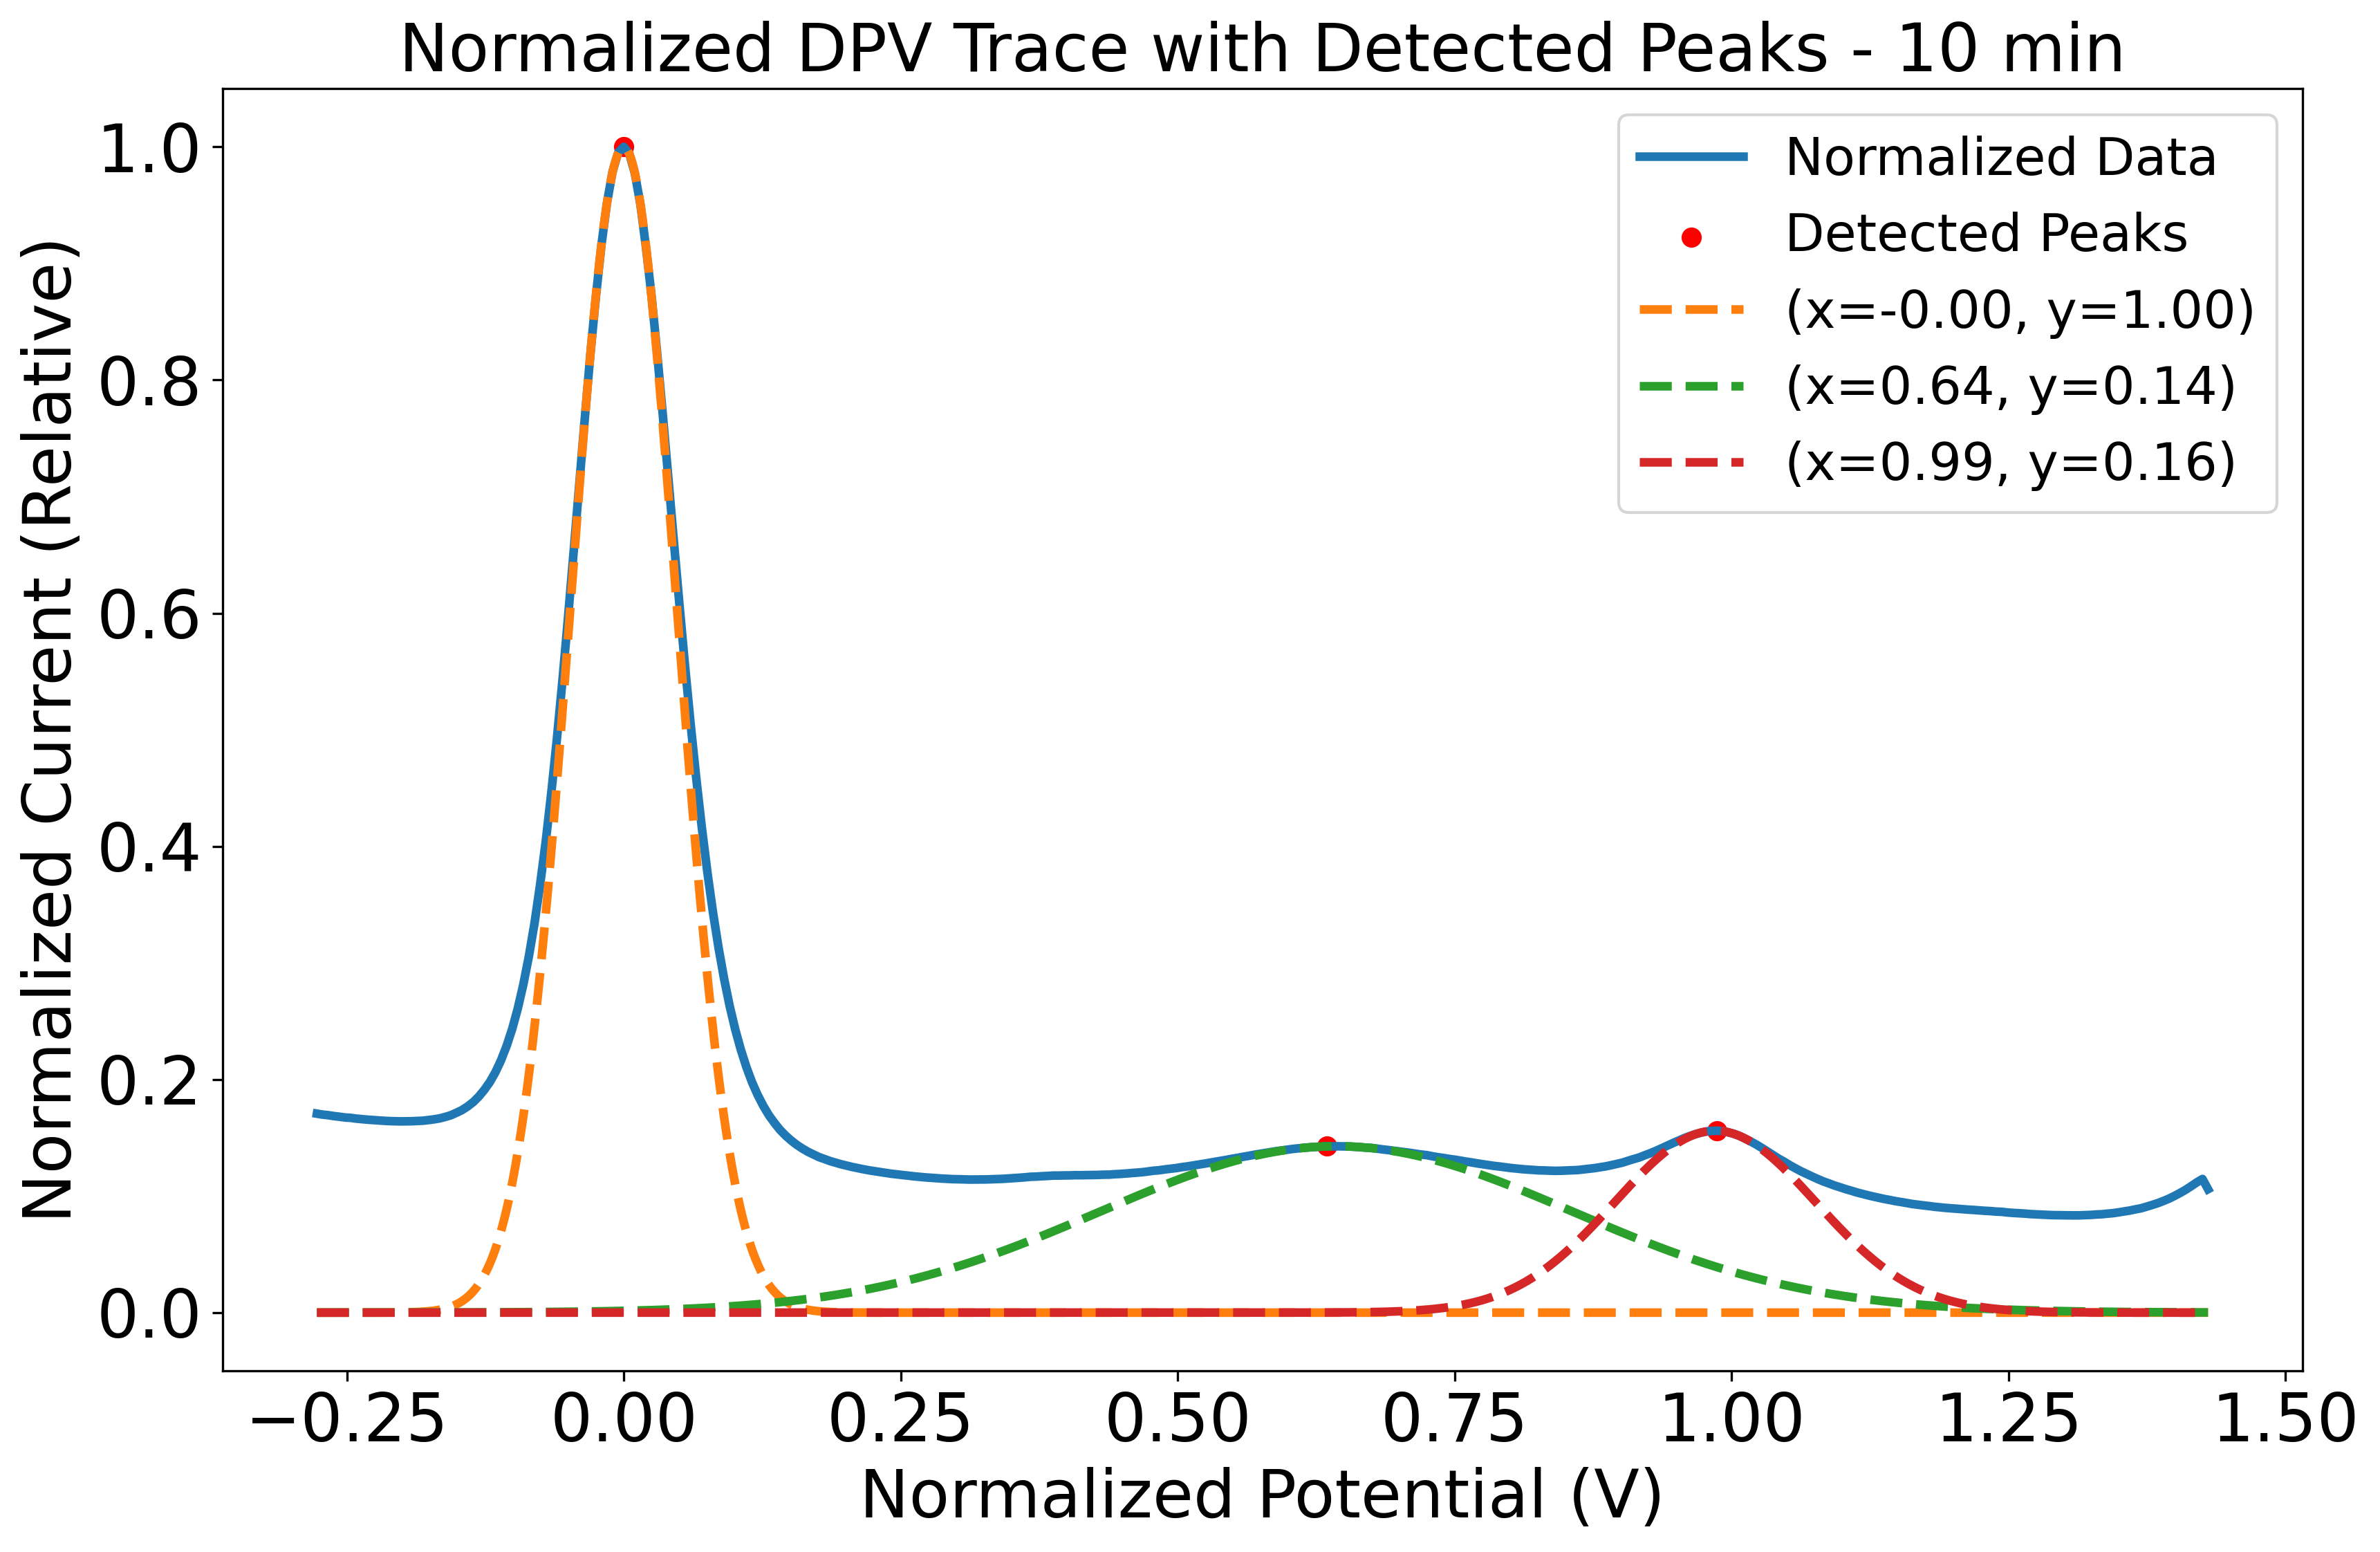 Normalized DPV Trace with Detected Peaks - 10 min
Normalized Current (Relative)
1.0
0.8
0.6
0.4
0.2
0.0
Normalized Data
Detected Peaks
(x=-0.00, y=1.00)
(x=0.64, y=0.14)
(x=0.99, y=0.16)
−0.25 0.00 0.25 0.50 0.75 1.00 1.25 1.50
Normalized Potential (V)